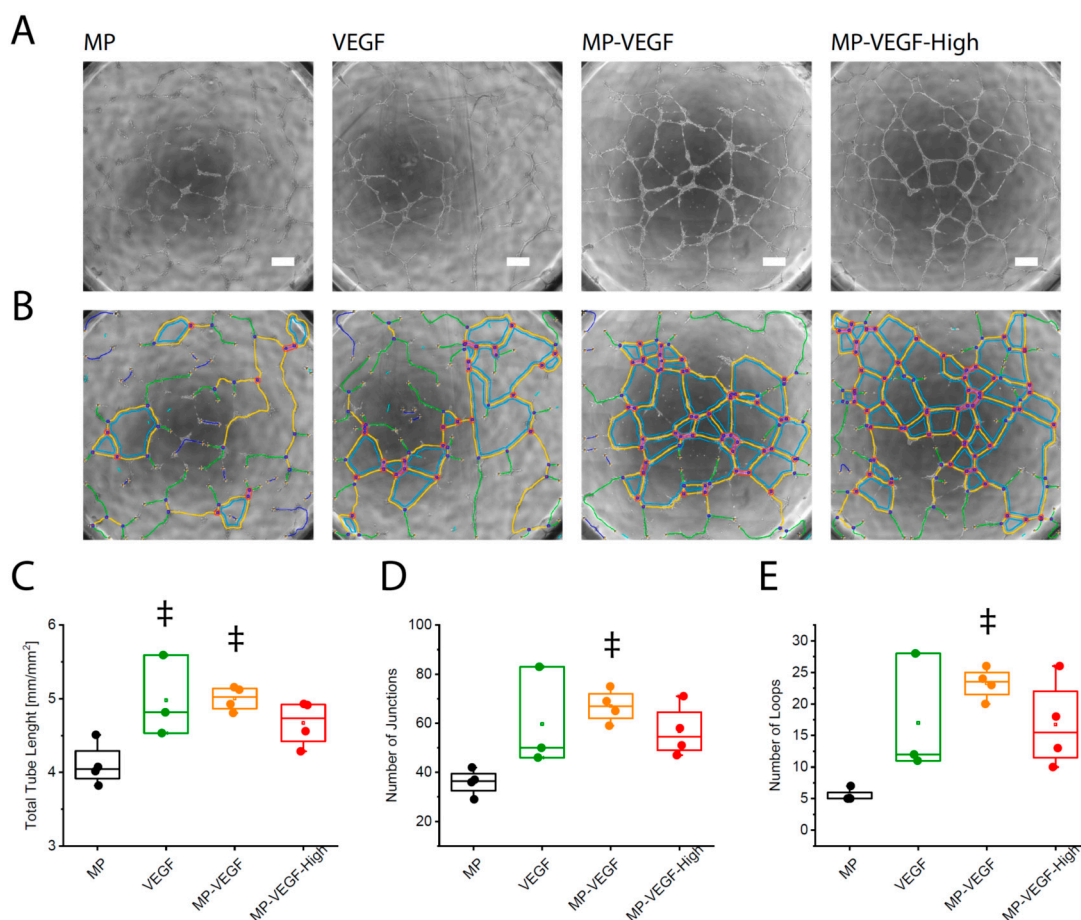 A
MP
VEGF
MP-VEGF
MP-VEGF-High
B
C
D
E
Total Tube Lenght [mm/mm²]
6
5
4
3
‡
‡
MP
VEGF
MP-VEGF
MP-VEGF-High
Number of Junctions
100
80
60
40
20
‡
MP
VEGF
MP-VEGF
MP-VEGF-High
Number of Loops
25
20
15
10
5
0
‡
MP
VEGF
MP-VEGF
MP-VEGF-High